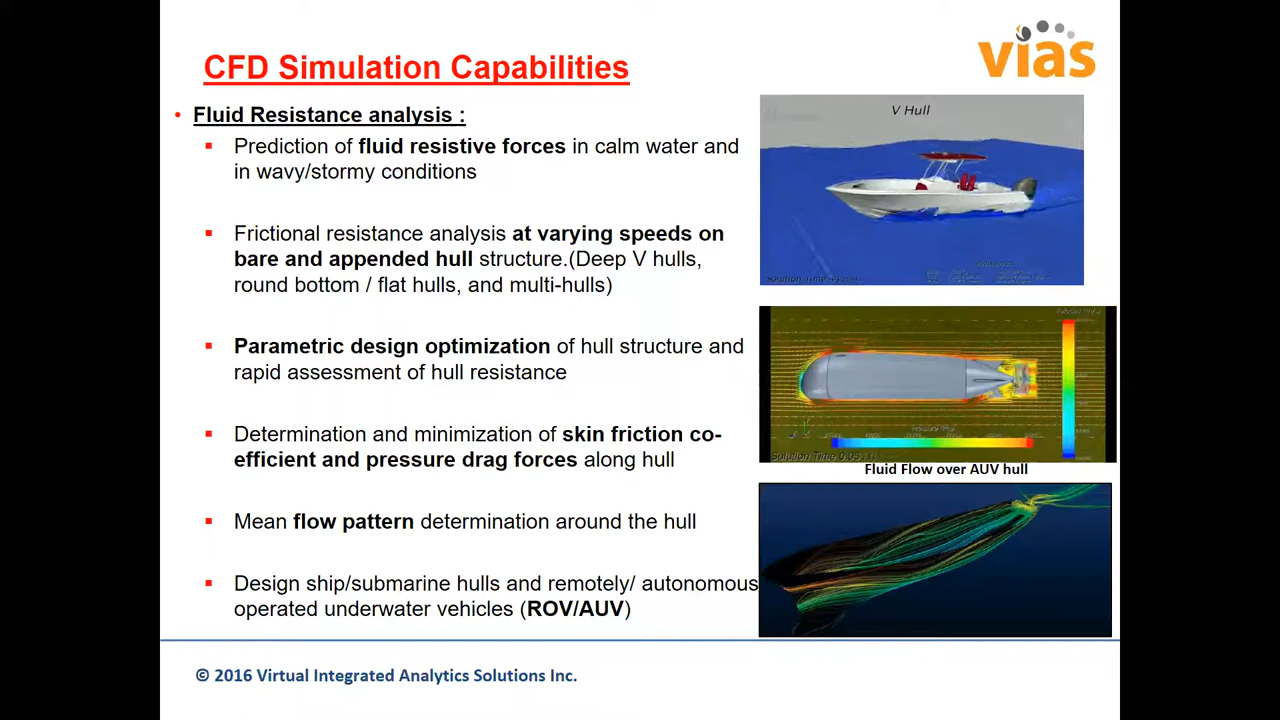 CFD Simulation Capabilities
vias
• Fluid Resistance analysis :
▪ Prediction of fluid resistive forces in calm water and
in wavy/stormy conditions
▪ Frictional resistance analysis at varying speeds on
bare and appended hull structure.(Deep V hulls,
round bottom / flat hulls, and multi-hulls)
▪ Parametric design optimization of hull structure and
rapid assessment of hull resistance
▪ Determination and minimization of skin friction co-
efficient and pressure drag forces along hull
▪ Mean flow pattern determination around the hull
▪ Design ship/submarine hulls and remotely/ autonomous
operated underwater vehicles (ROV/AUV)
V Hull
Solution Time
Solution Time
Fluid Flow over AUV hull
© 2016 Virtual Integrated Analytics Solutions Inc.